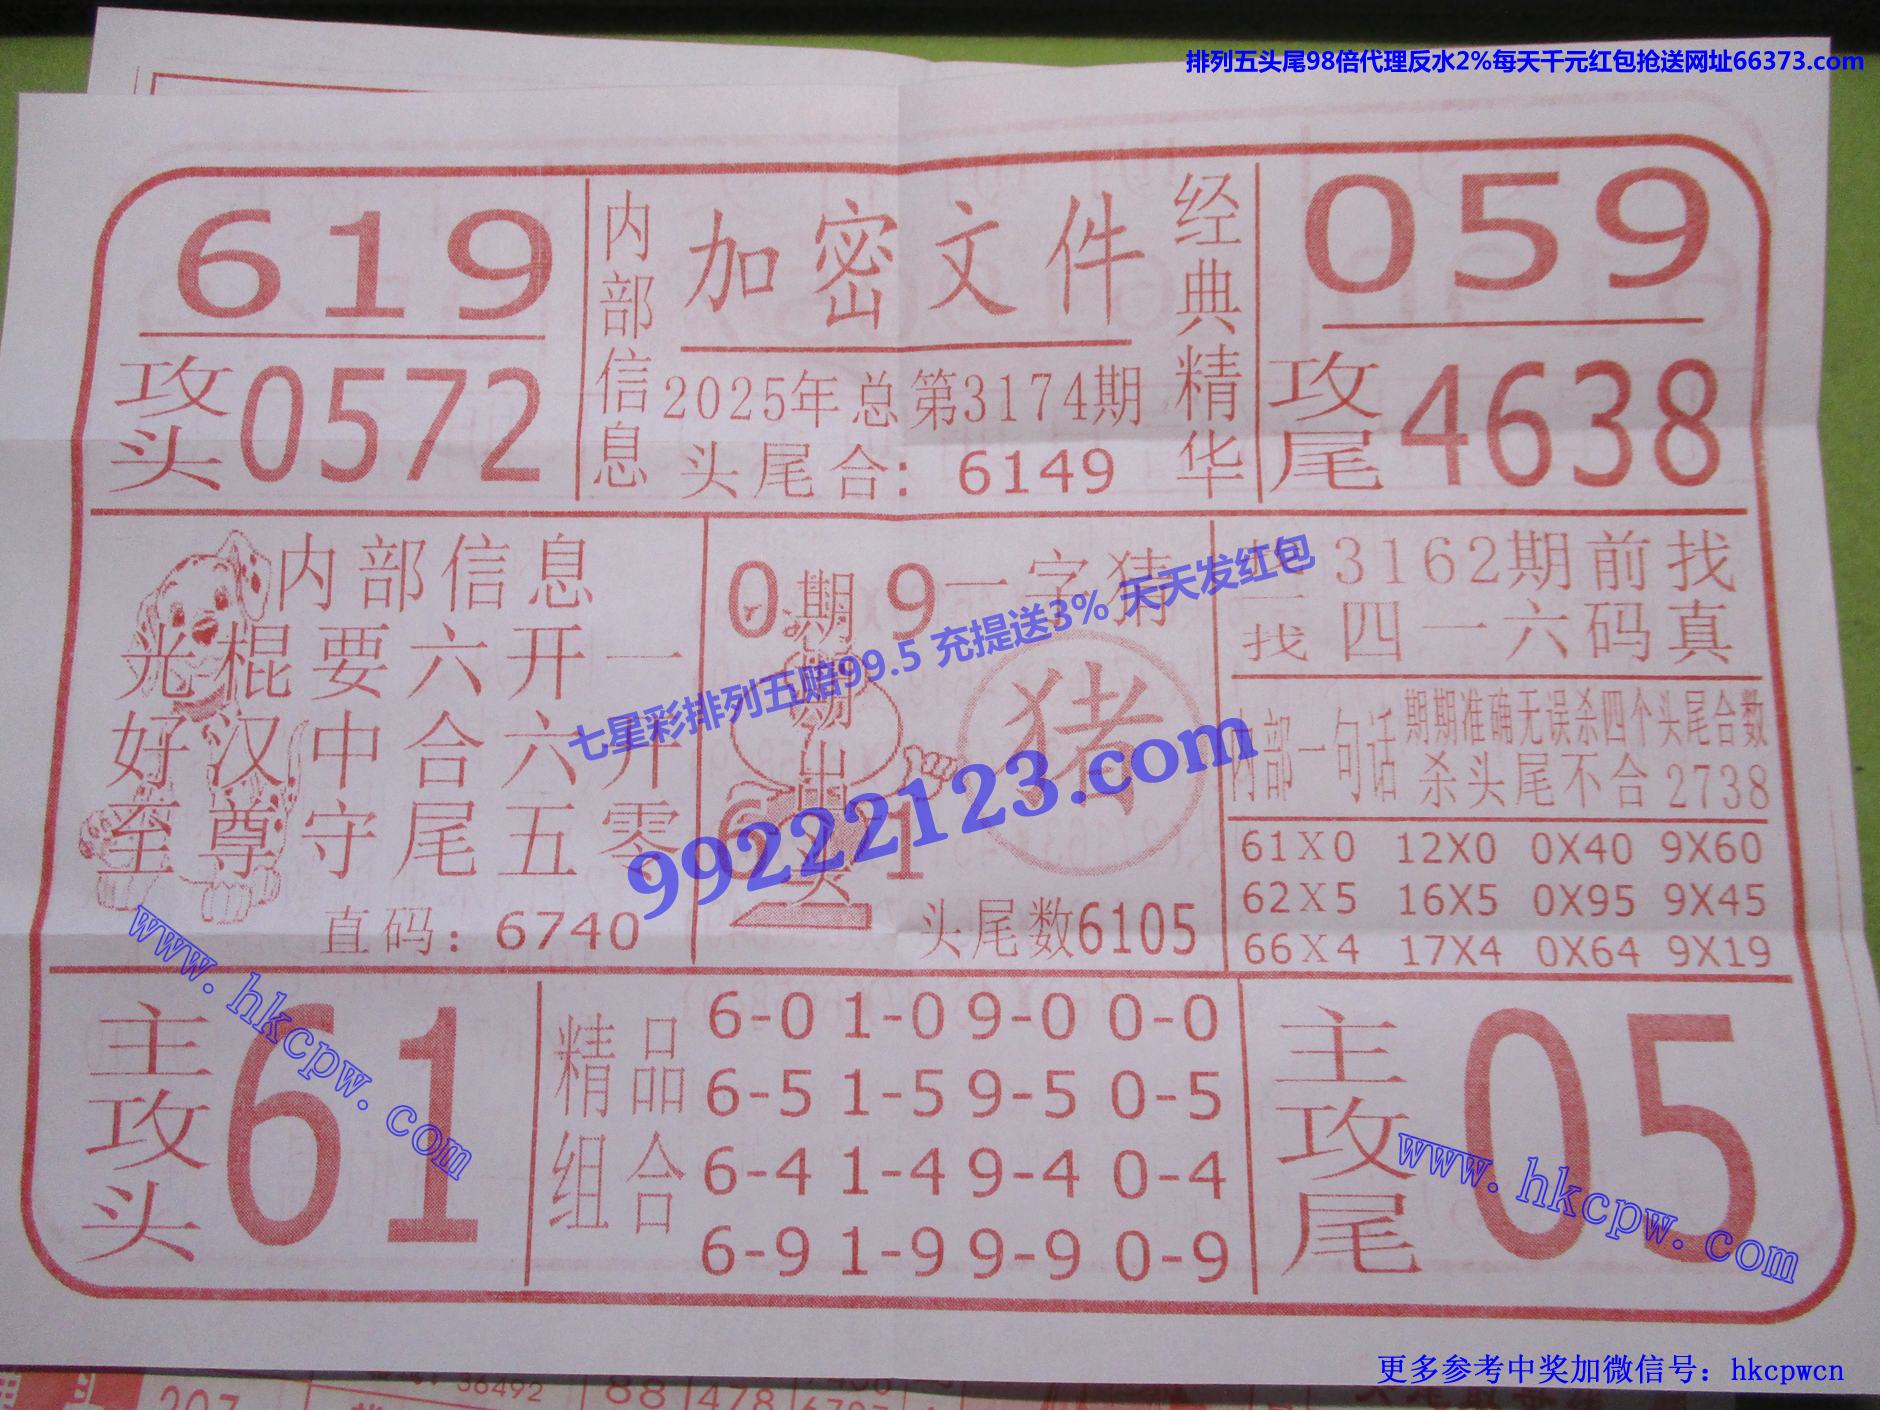 排列五头尾98倍代理反水2%每天千元红包抢送网址66373.com
619
攻头0572
内部信息
加密文件
2025年总第3174期
头尾合：6149
经典精华
059
攻尾4638
内部信息
光棍要六开一
好汉中合六并
至尊守尾五零
直码：6740
0 9
期期出头
6 1
一字猜
猪
头尾数6105
找
3162期前找
二找
四一六码真
内部一句话
期期准确无误杀四个头尾合数
杀头尾不合2738
61X0 12X0 0X40 9X60
62X5 16X5 0X95 9X45
66X4 17X4 0X64 9X19
七星彩排列五赔99.5 充提送3% 天天发红包
99222123.com
主攻头
61
精品组合
6-0 1-0 9-0 0-0
6-5 1-5 9-5 0-5
6-4 1-4 9-4 0-4
6-9 1-9 9-9 0-9
主攻尾
05
www.hkcpw.com
www.hkcpw.com
36492
207
88
478
更多参考中奖加微信号：hkcpwcn